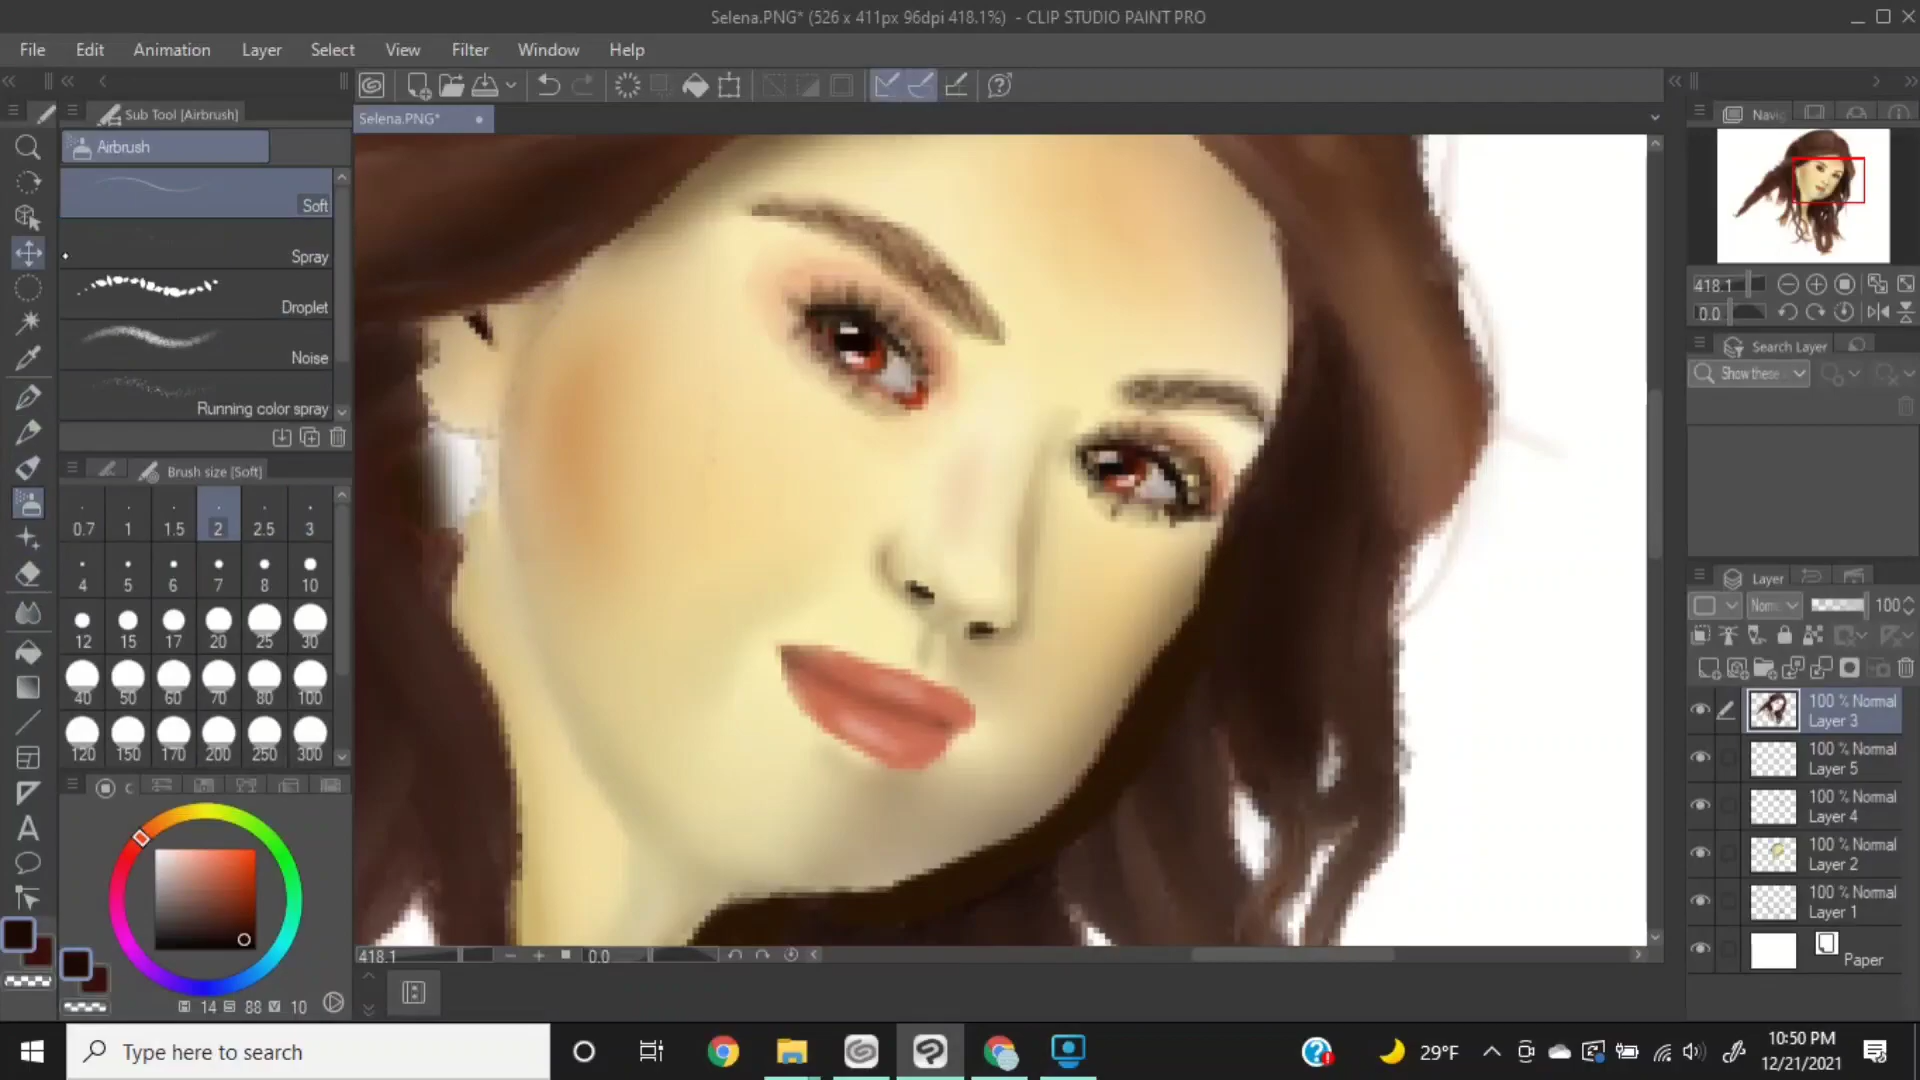 Selena.PNG* (526 x 411px 96dpi 418.1%) - CLIP STUDIO PAINT PRO
File Edit Animation Layer Select View Filter Window Help
Sub Tool [Airbrush]
Airbrush
Soft
Spray
Droplet
Noise
Running color spray
Brush size [Soft]
0.7 1 1.5 2 2.5 3
4 5 6 7 8 10
12 15 17 20 25 30
40 50 60 70 80 100
120 150 170 200 250 300
14 88 10
Selena.PNG*
418.1 0.0
Navig
418.1
0.0
Search Layer
Show these
Layer
Norma 100
100 % Normal
Layer 3
100 % Normal
Layer 5
100 % Normal
Layer 4
100 % Normal
Layer 2
100 % Normal
Layer 1
Paper
Type here to search
29°F
10:50 PM
12/21/2021